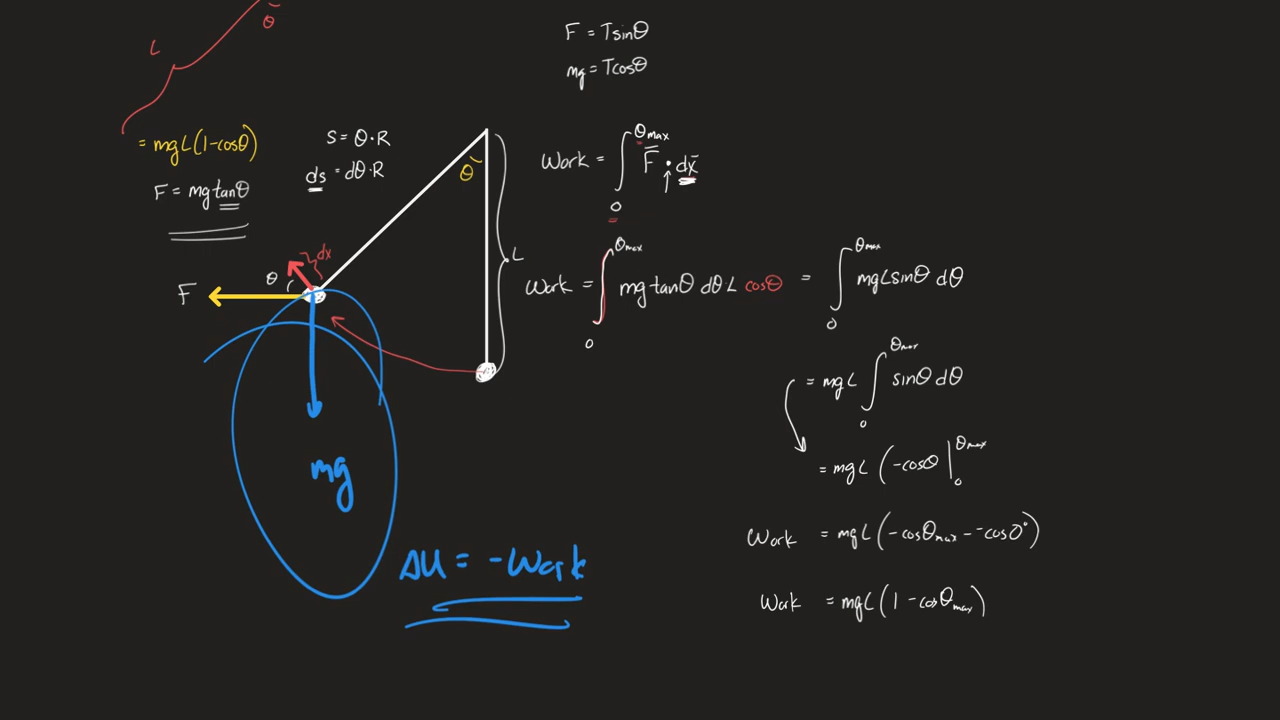 θ
L
= mgL(1-cosθ)
F = mg tanθ
S = θ·R
ds = dθ·R
θ
L
dx
θ
F
mg
ΔU = -Work
F = Tsinθ
mg = Tcosθ
Work = ∫₀^θmax F̄ • dx̄
Work = ∫₀^θmax mg tanθ dθ L cosθ = ∫₀^θmax mgLsinθ dθ
= mgL ∫₀^θmax sinθ dθ
= mgL (-cosθ |₀^θmax
Work = mgL(-cosθmax - -cos0°)
Work = mgL(1 - cosθmax)